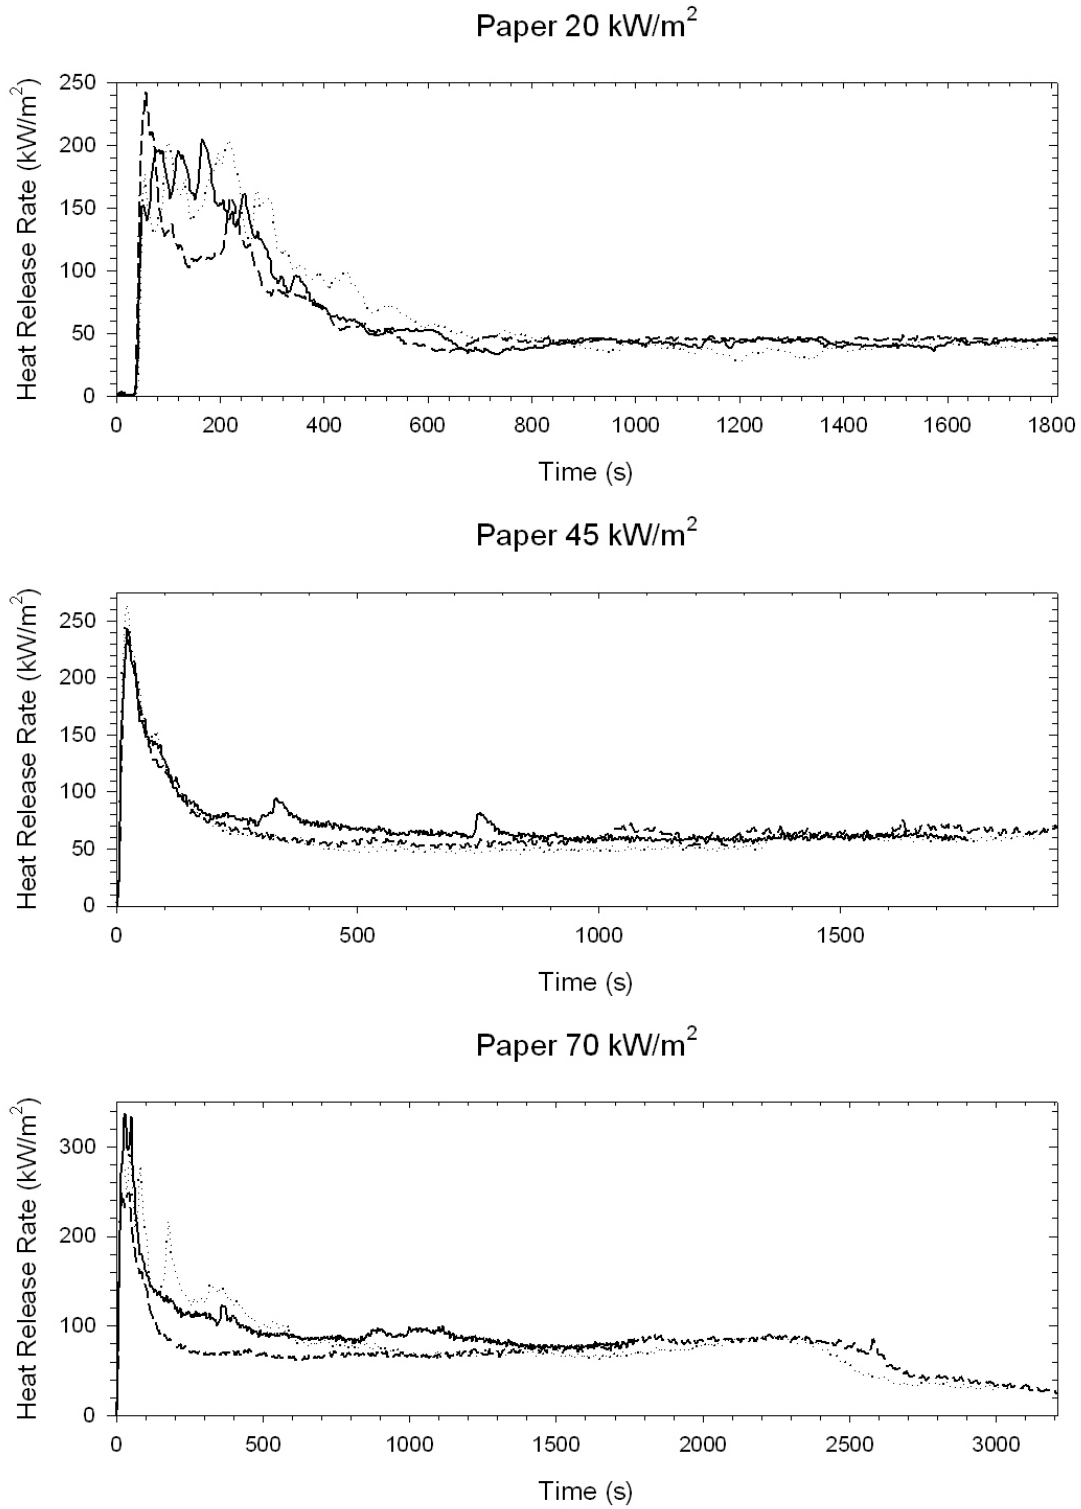 Paper 20 kW/m²
Heat Release Rate (kW/m²)
250
200
150
100
50
0
0 200 400 600 800 1000 1200 1400 1600 1800
Time (s)
Paper 45 kW/m²
Heat Release Rate (kW/m²)
250
200
150
100
50
0
0 500 1000 1500
Time (s)
Paper 70 kW/m²
Heat Release Rate (kW/m²)
300
200
100
0
0 500 1000 1500 2000 2500 3000
Time (s)